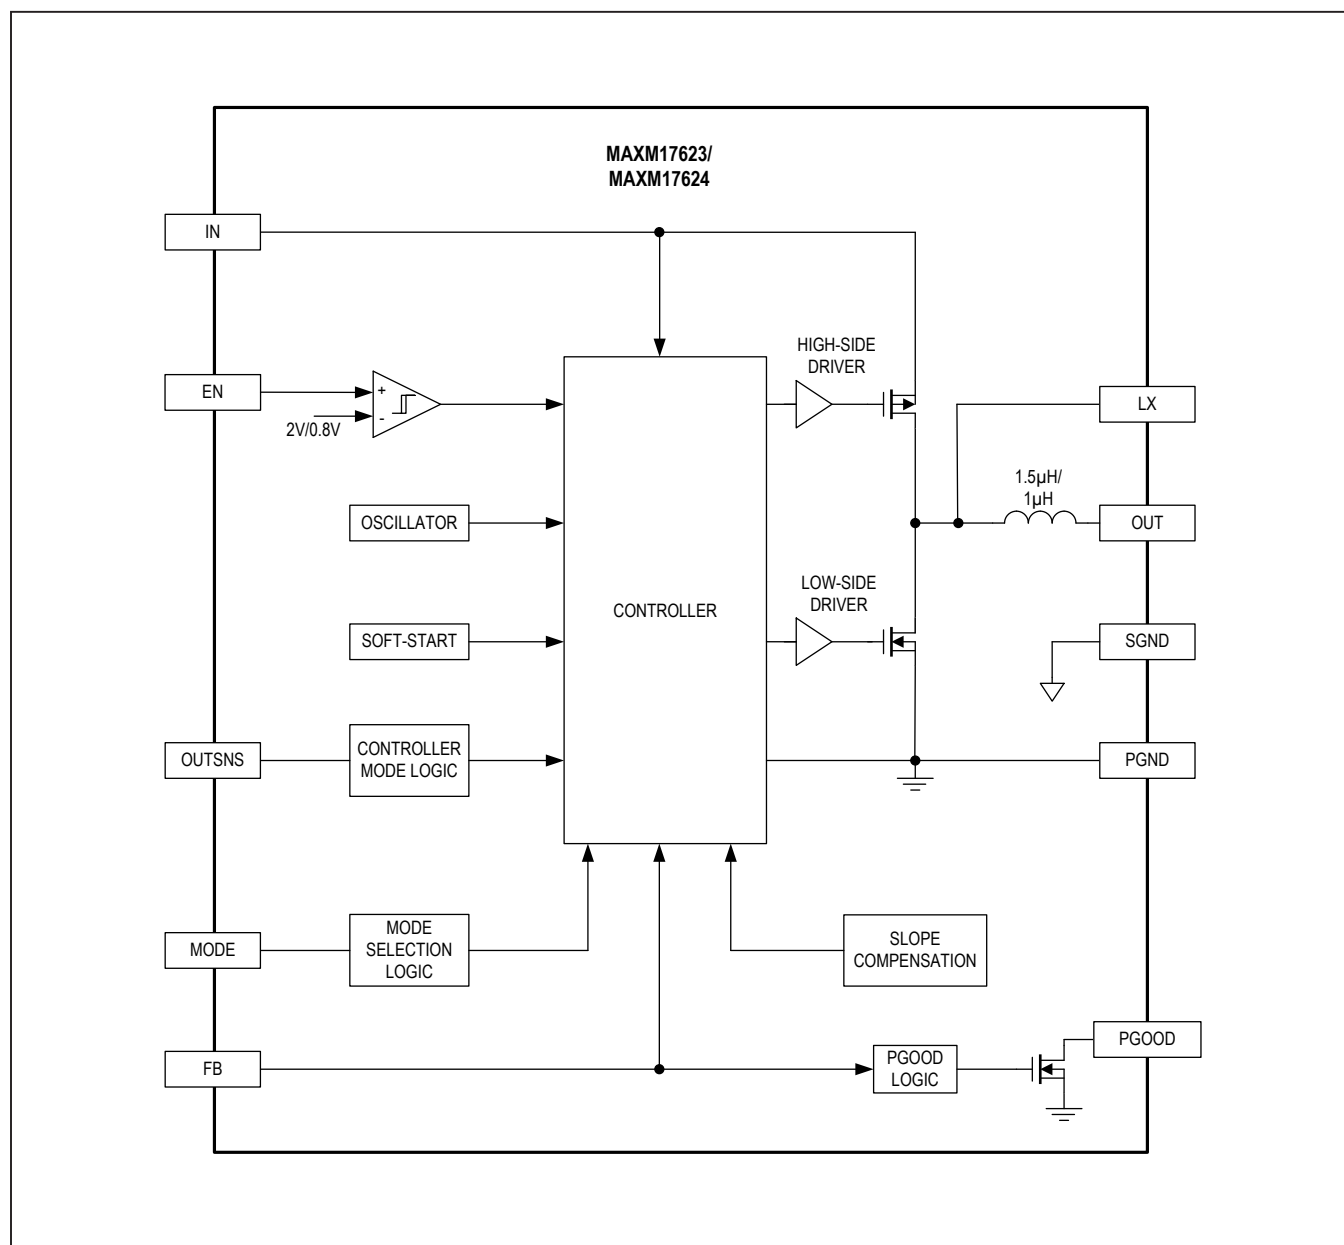 MAXM17623/
MAXM17624
IN
HIGH-SIDE
DRIVER
EN
+
-
2V/0.8V
LX
1.5µH/
1µH
OSCILLATOR
OUT
LOW-SIDE
DRIVER
CONTROLLER
SOFT-START
SGND
OUTSNS
CONTROLLER
MODE LOGIC
PGND
MODE
MODE
SELECTION
LOGIC
SLOPE
COMPENSATION
PGOOD
FB
PGOOD
LOGIC